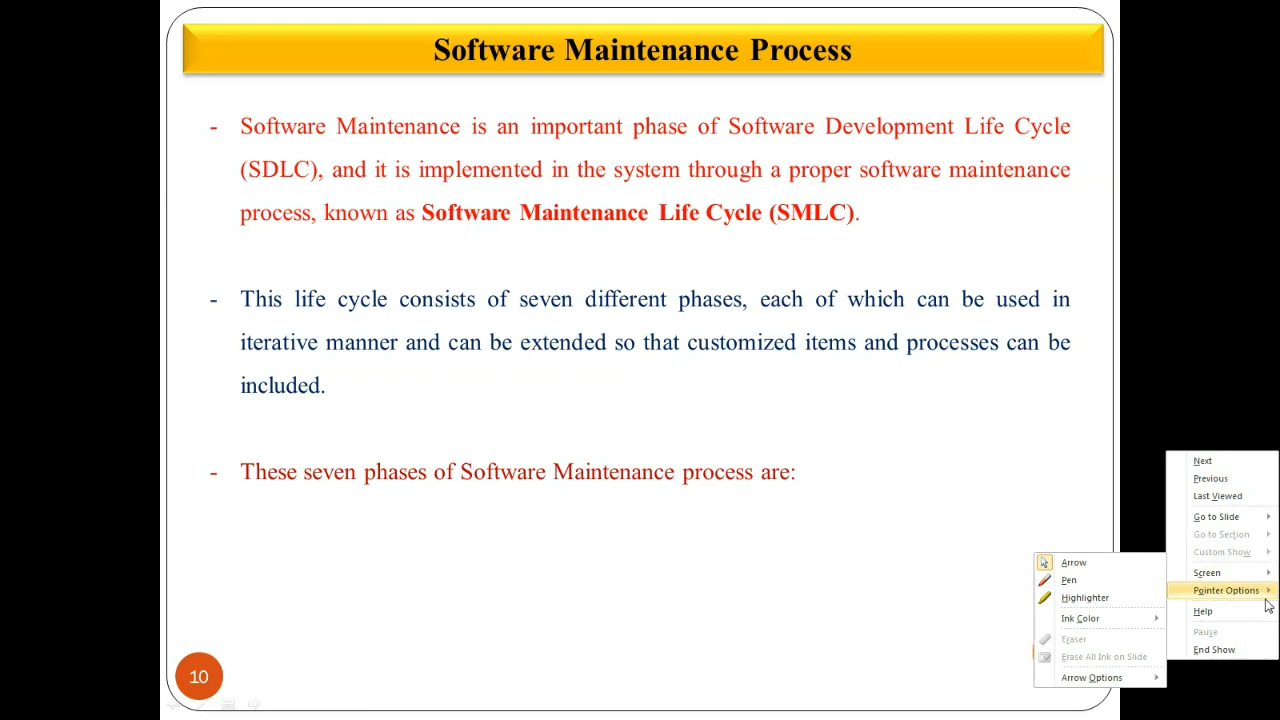 Software Maintenance Process
- Software Maintenance is an important phase of Software Development Life Cycle
(SDLC), and it is implemented in the system through a proper software maintenance
process, known as Software Maintenance Life Cycle (SMLC).
- This life cycle consists of seven different phases, each of which can be used in
iterative manner and can be extended so that customized items and processes can be
included.
- These seven phases of Software Maintenance process are:
10
Next
Previous
Last Viewed
Go to Slide
Go to Section
Custom Show
Screen
Pointer Options
Help
Pause
End Show
Arrow
Pen
Highlighter
Ink Color
Eraser
Erase All Ink on Slide
Arrow Options